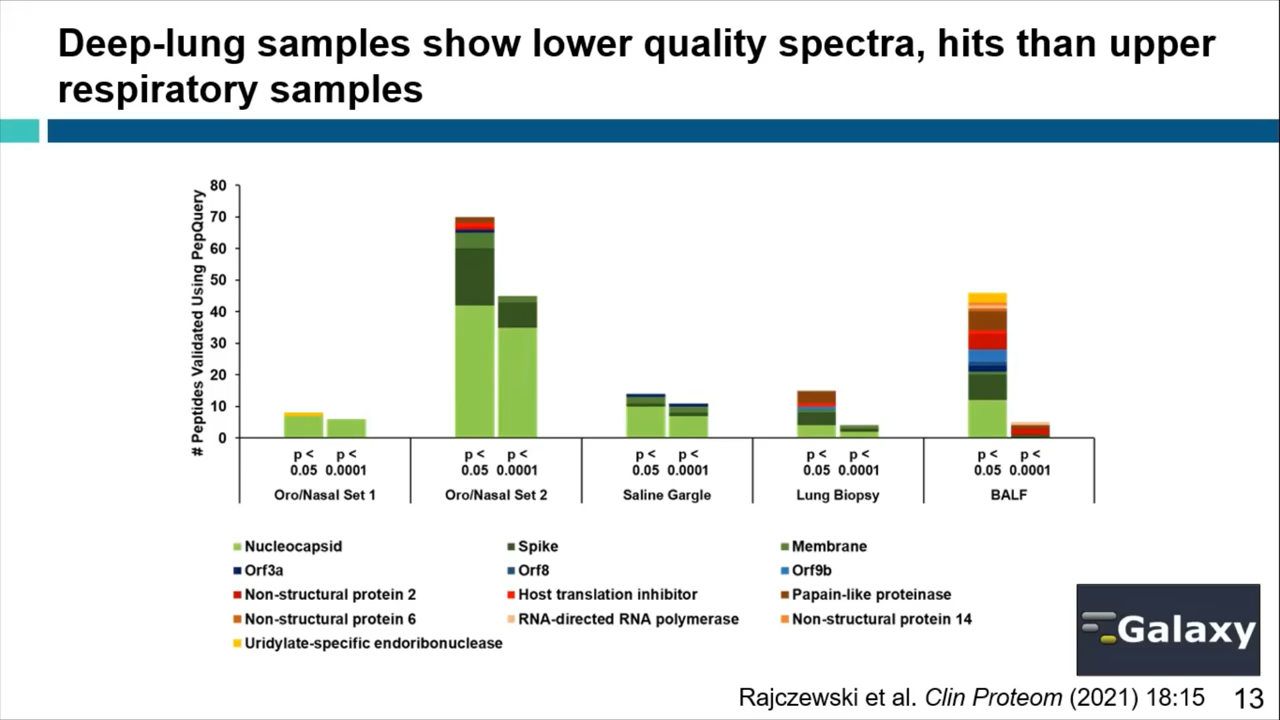 Deep-lung samples show lower quality spectra, hits than upper
respiratory samples
# Peptides Validated Using PepQuery
80
70
60
50
40
30
20
10
0
p < 0.05
p < 0.0001
p < 0.05
p < 0.0001
p < 0.05
p < 0.0001
p < 0.05
p < 0.0001
p < 0.05
p < 0.0001
Oro/Nasal Set 1
Oro/Nasal Set 2
Saline Gargle
Lung Biopsy
BALF
Nucleocapsid
Spike
Membrane
Orf3a
Orf8
Orf9b
Non-structural protein 2
Host translation inhibitor
Papain-like proteinase
Non-structural protein 6
RNA-directed RNA polymerase
Non-structural protein 14
Uridylate-specific endoribonuclease
Galaxy
Rajczewski et al. Clin Proteom (2021) 18:15
13